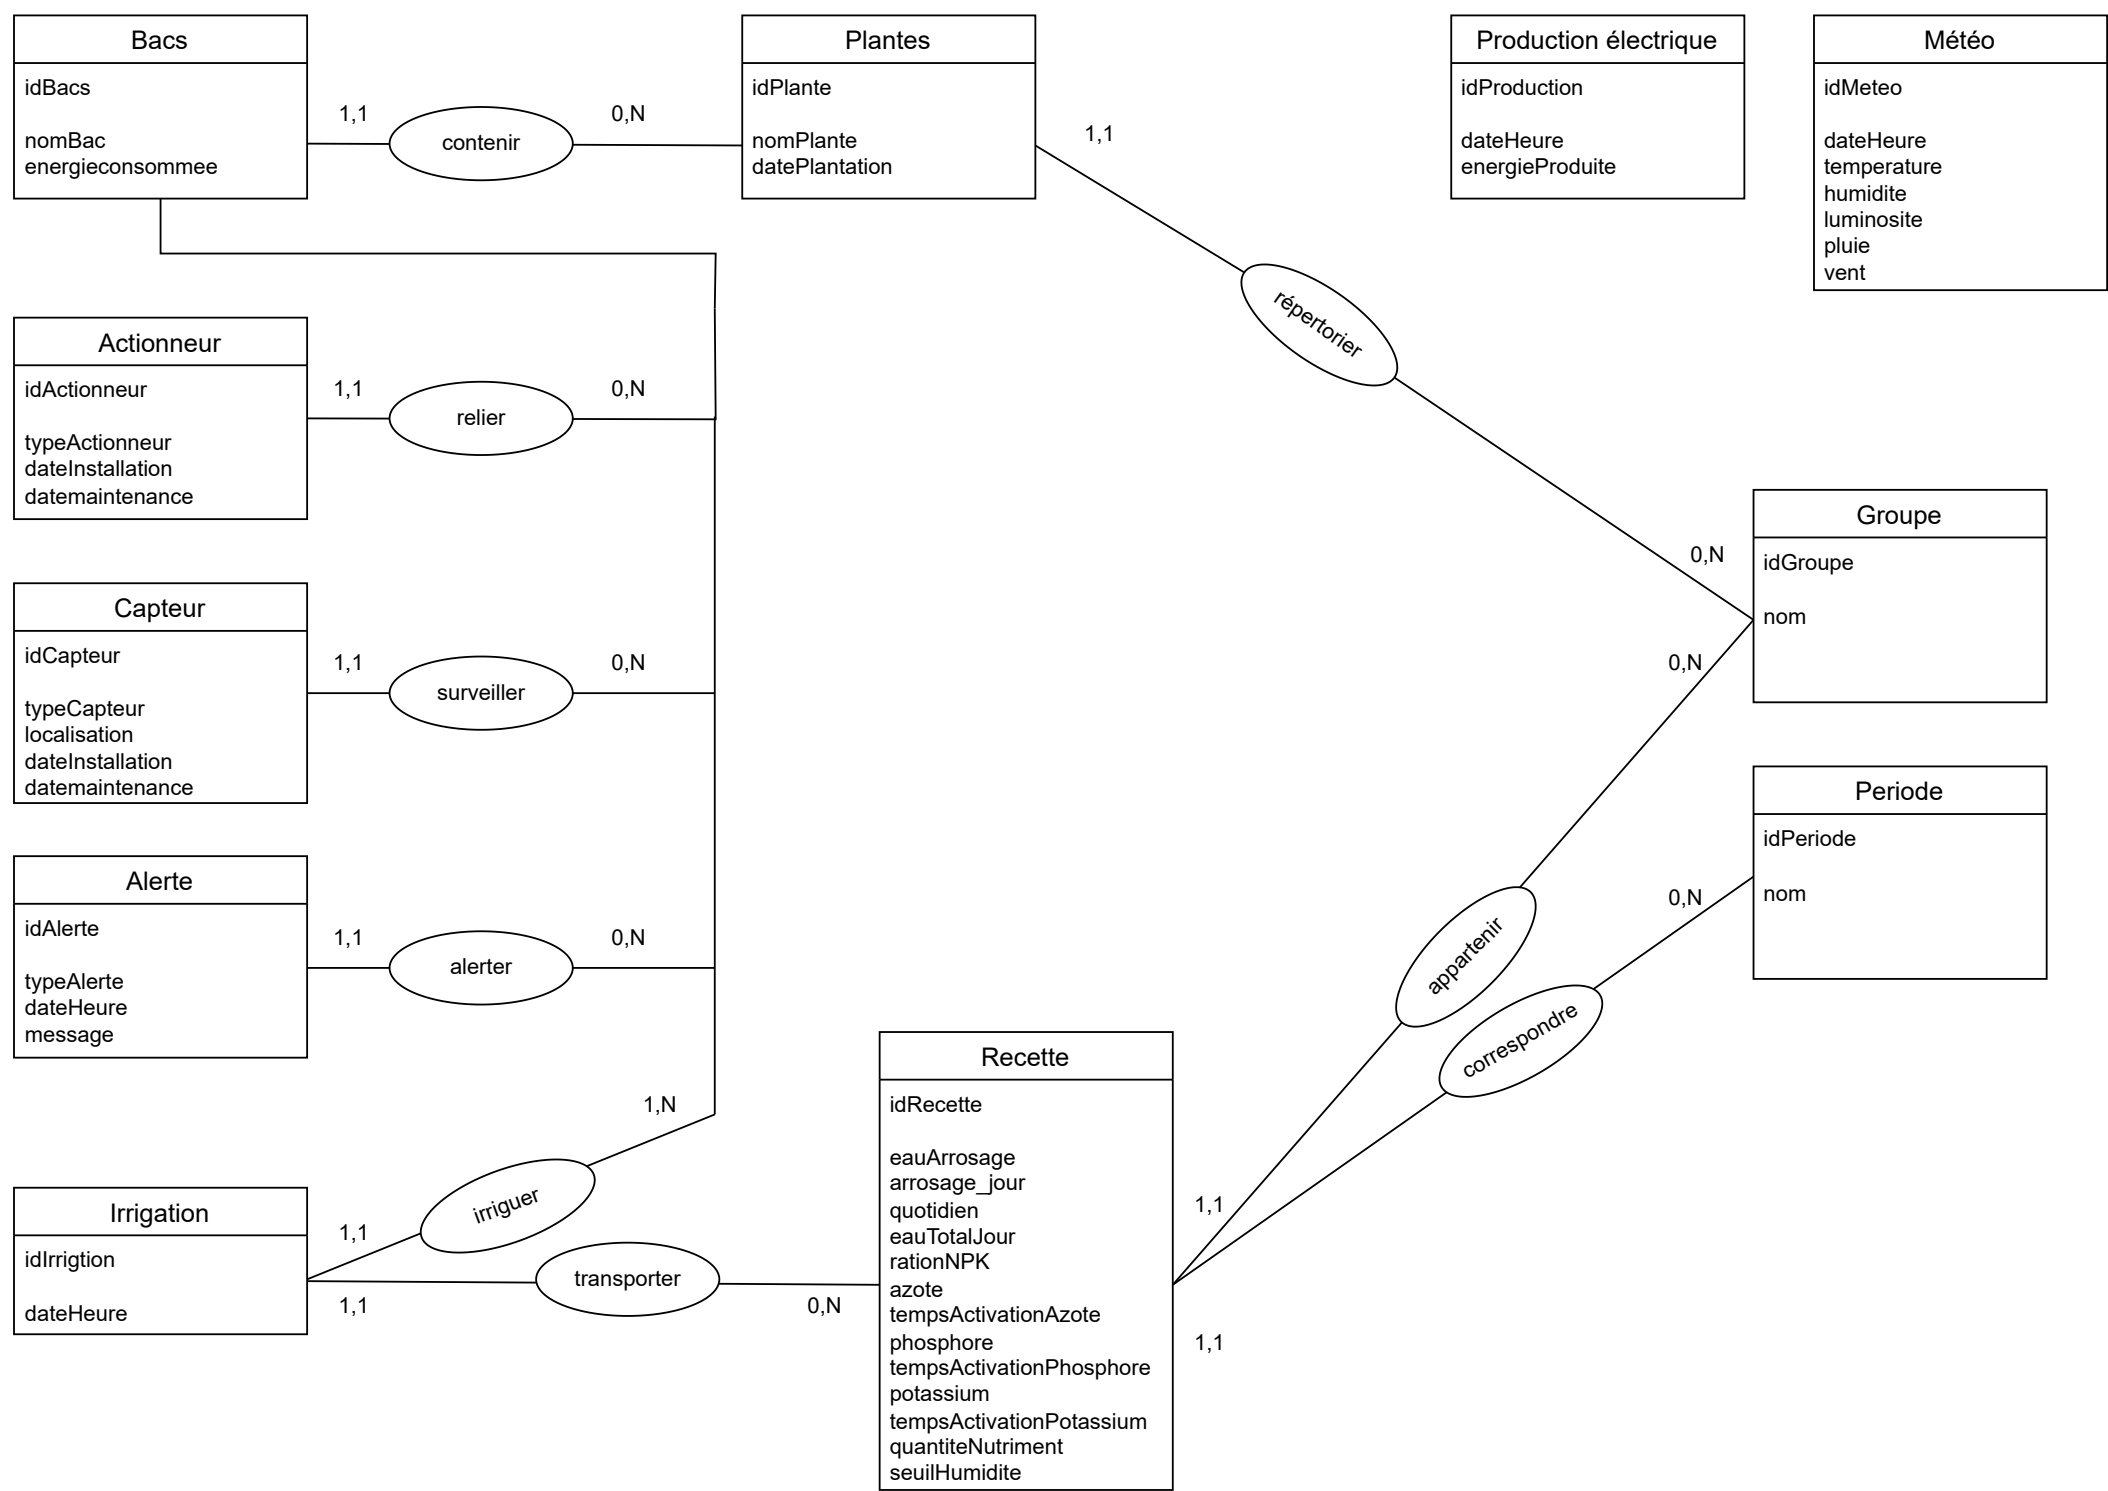 Bacs
idBacs
nomBac
energieconsommee
1,1
contenir
0,N
Plantes
idPlante
nomPlante
datePlantation
1,1
répertorier
0,N
Production électrique
idProduction
dateHeure
energieProduite
Météo
idMeteo
dateHeure
temperature
humidite
luminosite
pluie
vent
Actionneur
idActionneur
typeActionneur
dateInstallation
datemaintenance
1,1
relier
0,N
Groupe
idGroupe
nom
0,N
Capteur
idCapteur
typeCapteur
localisation
dateInstallation
datemaintenance
1,1
surveiller
0,N
Periode
idPeriode
nom
0,N
Alerte
idAlerte
typeAlerte
dateHeure
message
1,1
alerter
0,N
appartenir
correspondre
1,N
irriguer
1,1
Irrigation
idIrrigtion
dateHeure
1,1
transporter
0,N
Recette
idRecette
eauArrosage
arrosage_jour
quotidien
eauTotalJour
rationNPK
azote
tempsActivationAzote
phosphore
tempsActivationPhosphore
potassium
tempsActivationPotassium
quantiteNutriment
seuilHumidite
1,1
1,1